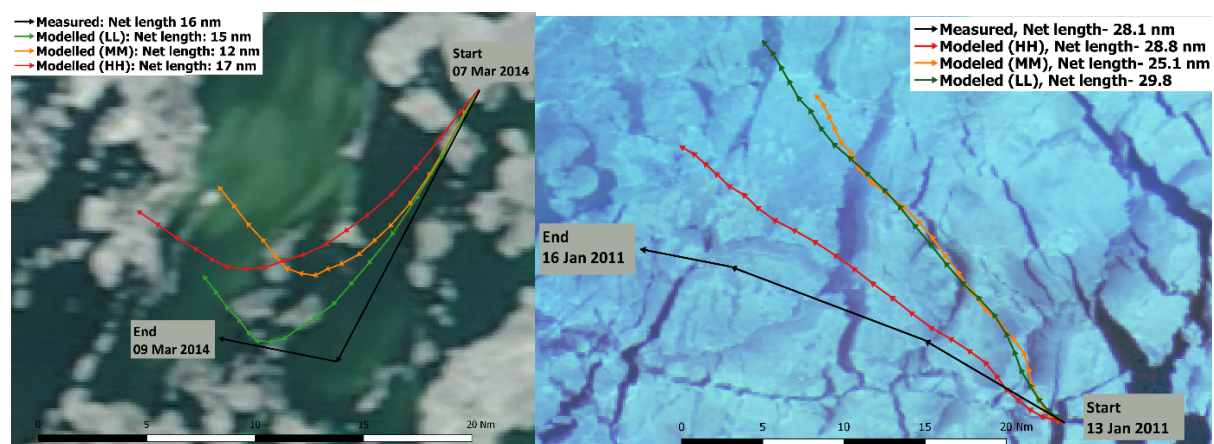 Measured: Net length 16 nm
Modelled (LL): Net length: 15 nm
Modelled (MM): Net length: 12 nm
Modelled (HH): Net length: 17 nm
Start
07 Mar 2014
End
09 Mar 2014
0 5 10 15 20 Nm
Measured, Net length- 28.1 nm
Modeled (HH), Net length- 28.8 nm
Modeled (MM), Net length- 25.1 nm
Modeled (LL), Net length- 29.8
End
16 Jan 2011
Start
13 Jan 2011
0 5 10 15 20 Nm